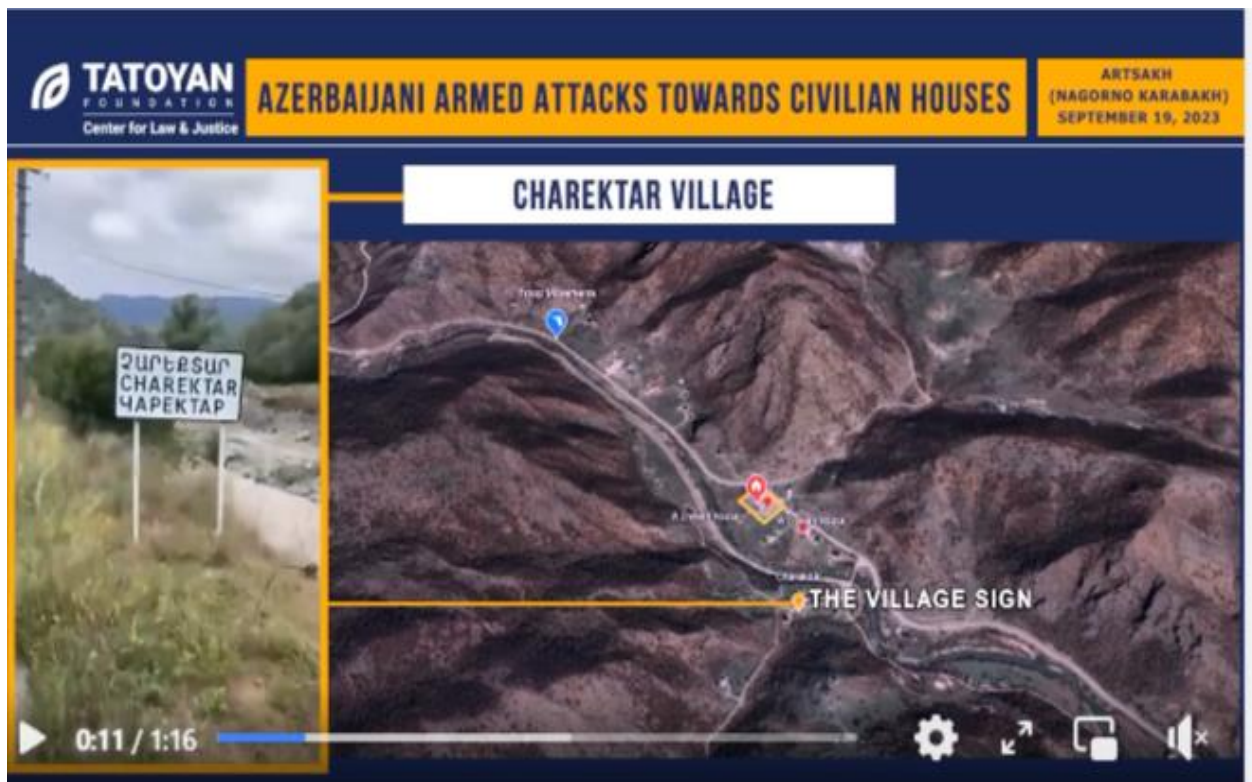 TATOYAN
FOUNDATION
Center for Law & Justice
AZERBAIJANI ARMED ATTACKS TOWARDS CIVILIAN HOUSES
ARTSAKH
(NAGORNO KARABAKH)
SEPTEMBER 19, 2023
CHAREKTAR VILLAGE
ՉԱՐԵՔՏԱՐ
CHAREKTAR
ЧАРЕКТАР
THE VILLAGE SIGN
0:11 / 1:16